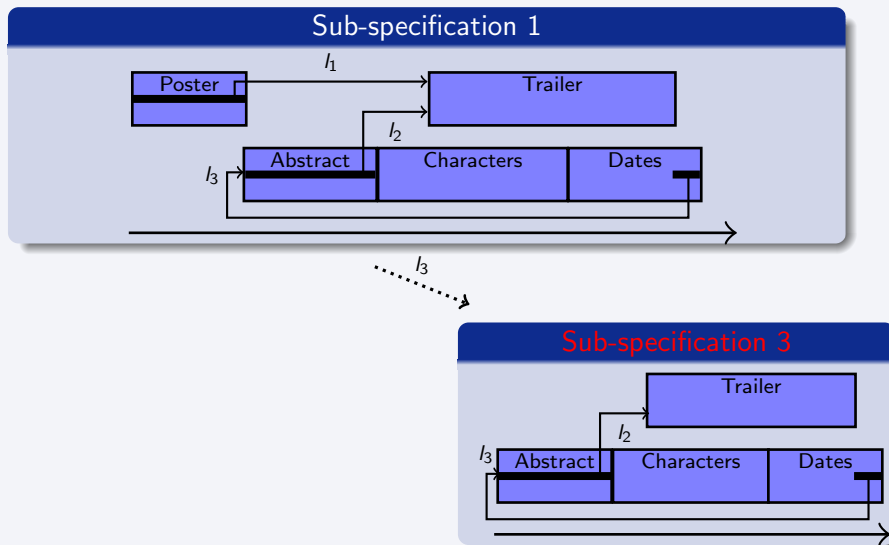 Sub-specification 1
l1
Poster
Trailer
l2
Abstract
Characters
Dates
l3
l3
Sub-specification 3
Trailer
l2
l3
Abstract
Characters
Dates